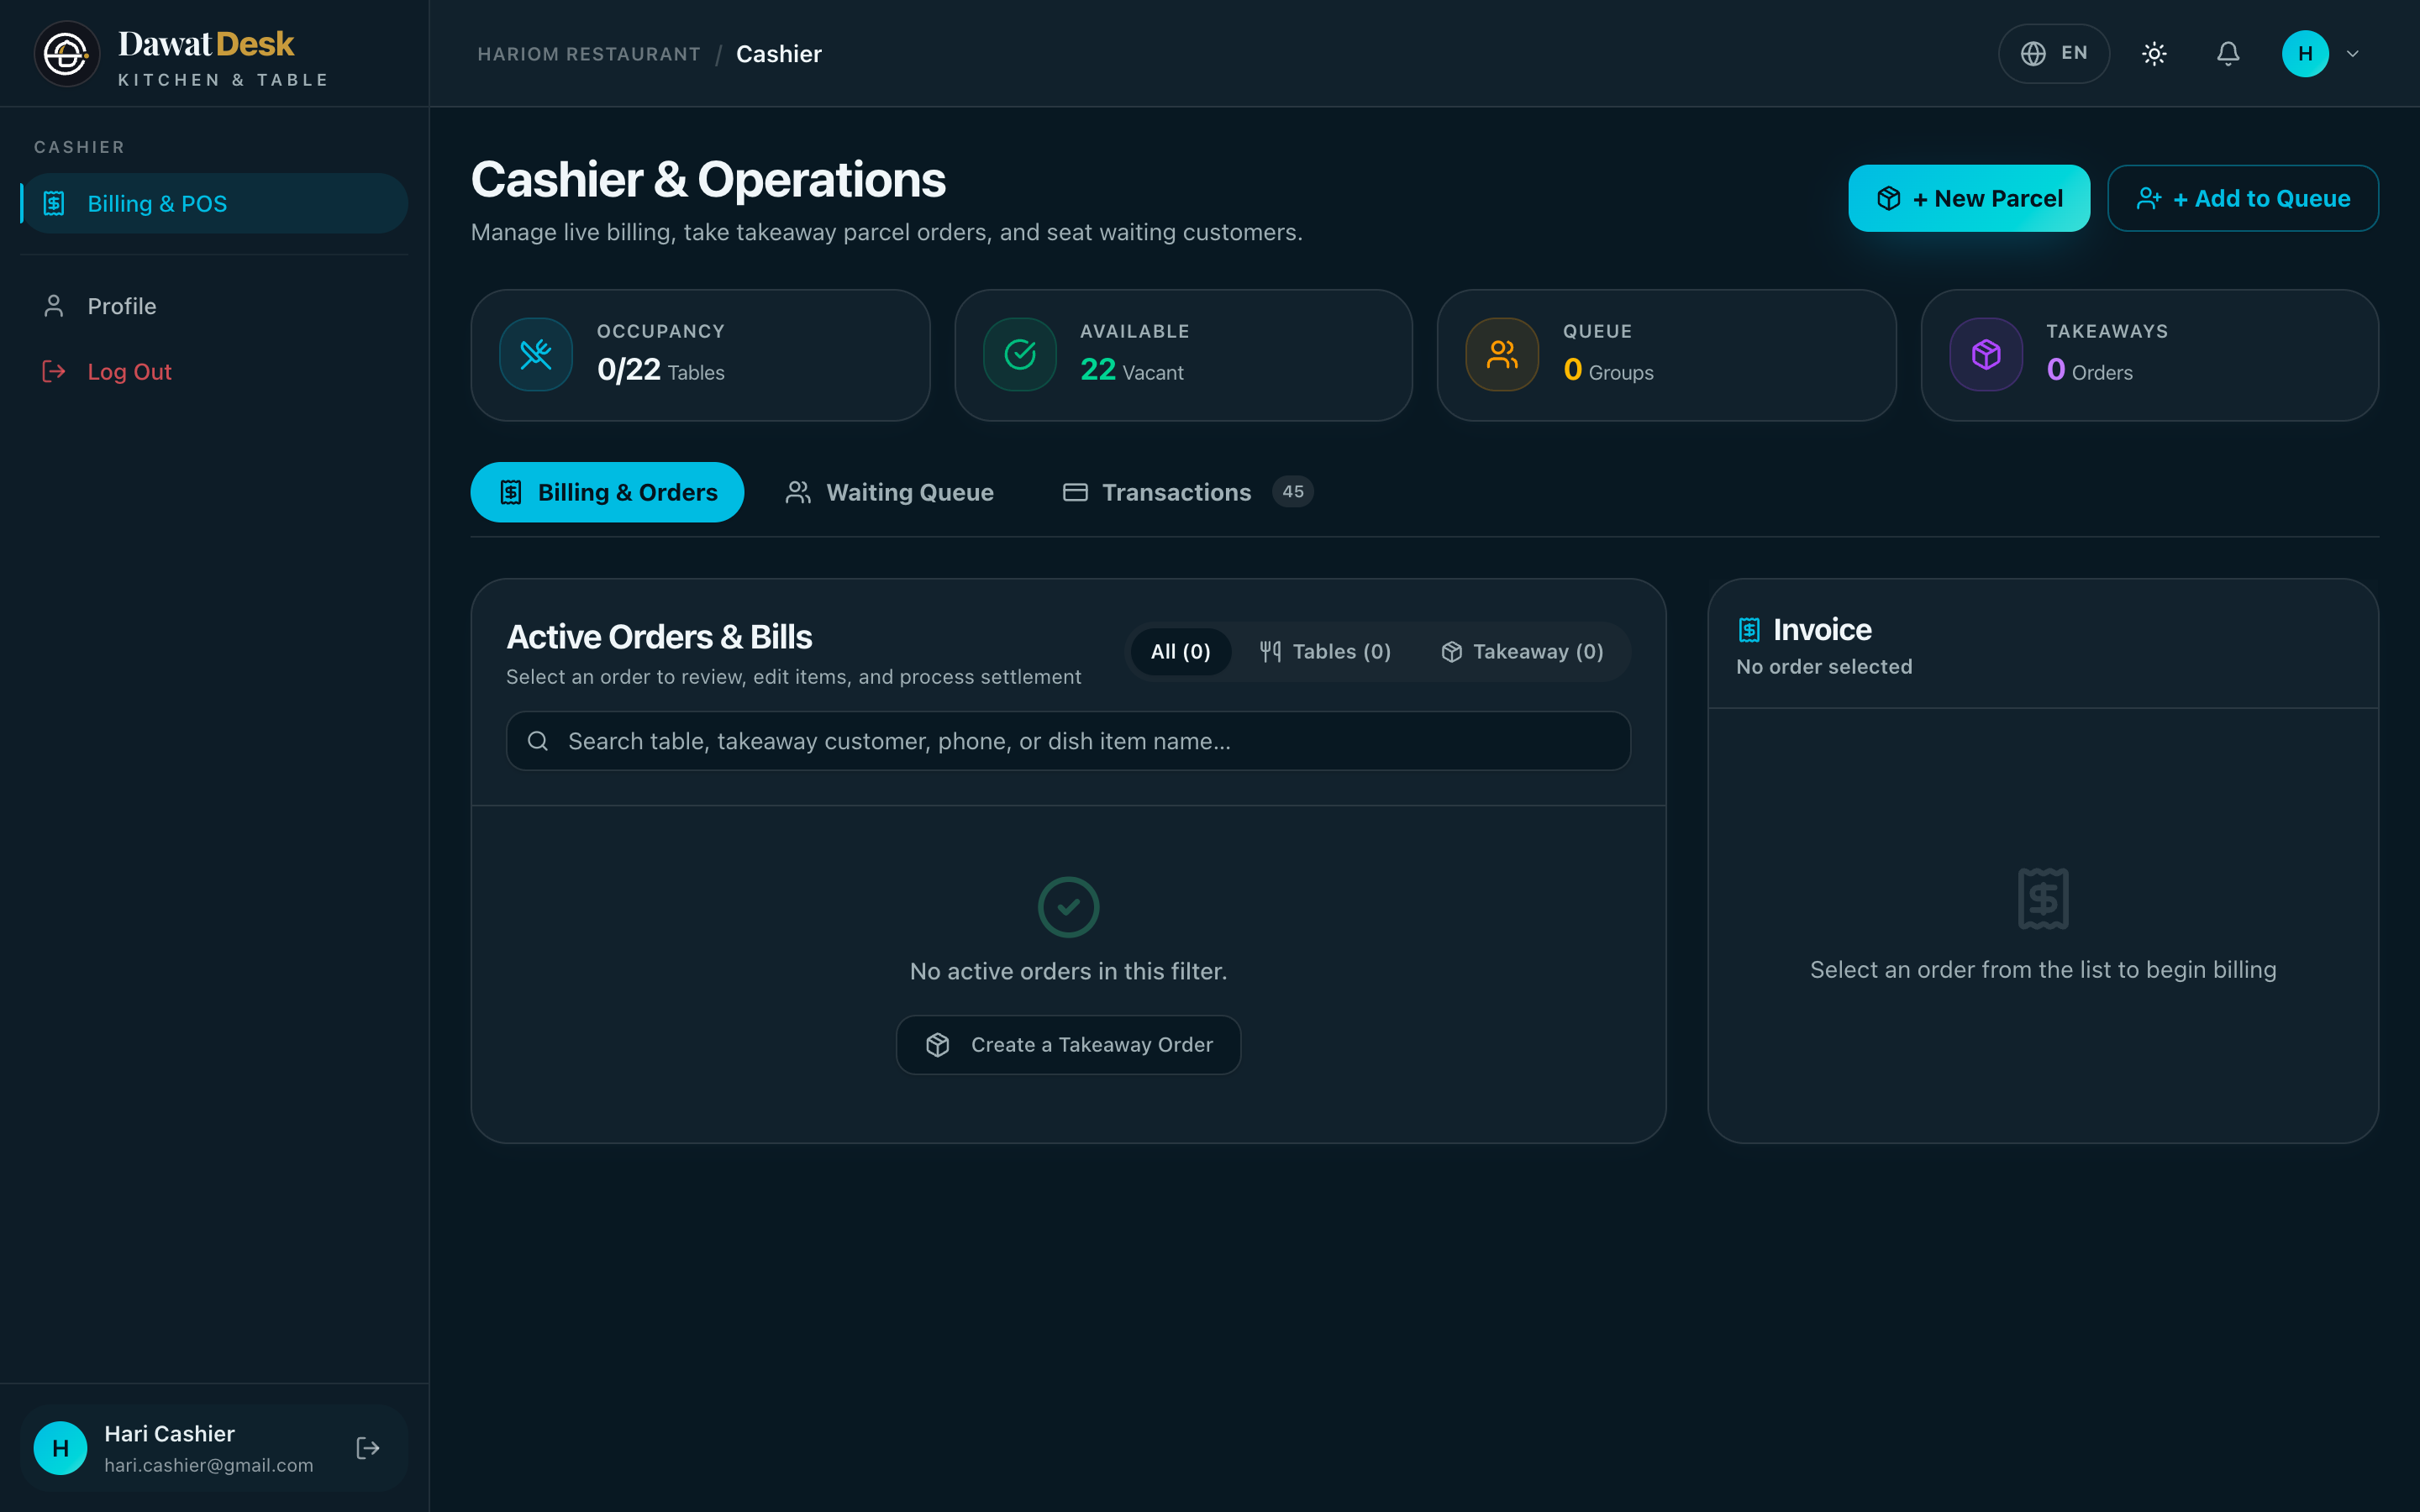 DawatDesk
KITCHEN & TABLE
HARIOM RESTAURANT / Cashier
EN
H
CASHIER
Billing & POS
Profile
Log Out
Cashier & Operations
Manage live billing, take takeaway parcel orders, and seat waiting customers.
+ New Parcel
+ Add to Queue
OCCUPANCY
0/22 Tables
AVAILABLE
22 Vacant
QUEUE
0 Groups
TAKEAWAYS
0 Orders
Billing & Orders
Waiting Queue
Transactions 45
Active Orders & Bills
Select an order to review, edit items, and process settlement
All (0)
Tables (0)
Takeaway (0)
Search table, takeaway customer, phone, or dish item name...
No active orders in this filter.
Create a Takeaway Order
Invoice
No order selected
Select an order from the list to begin billing
H
Hari Cashier
hari.cashier@gmail.com